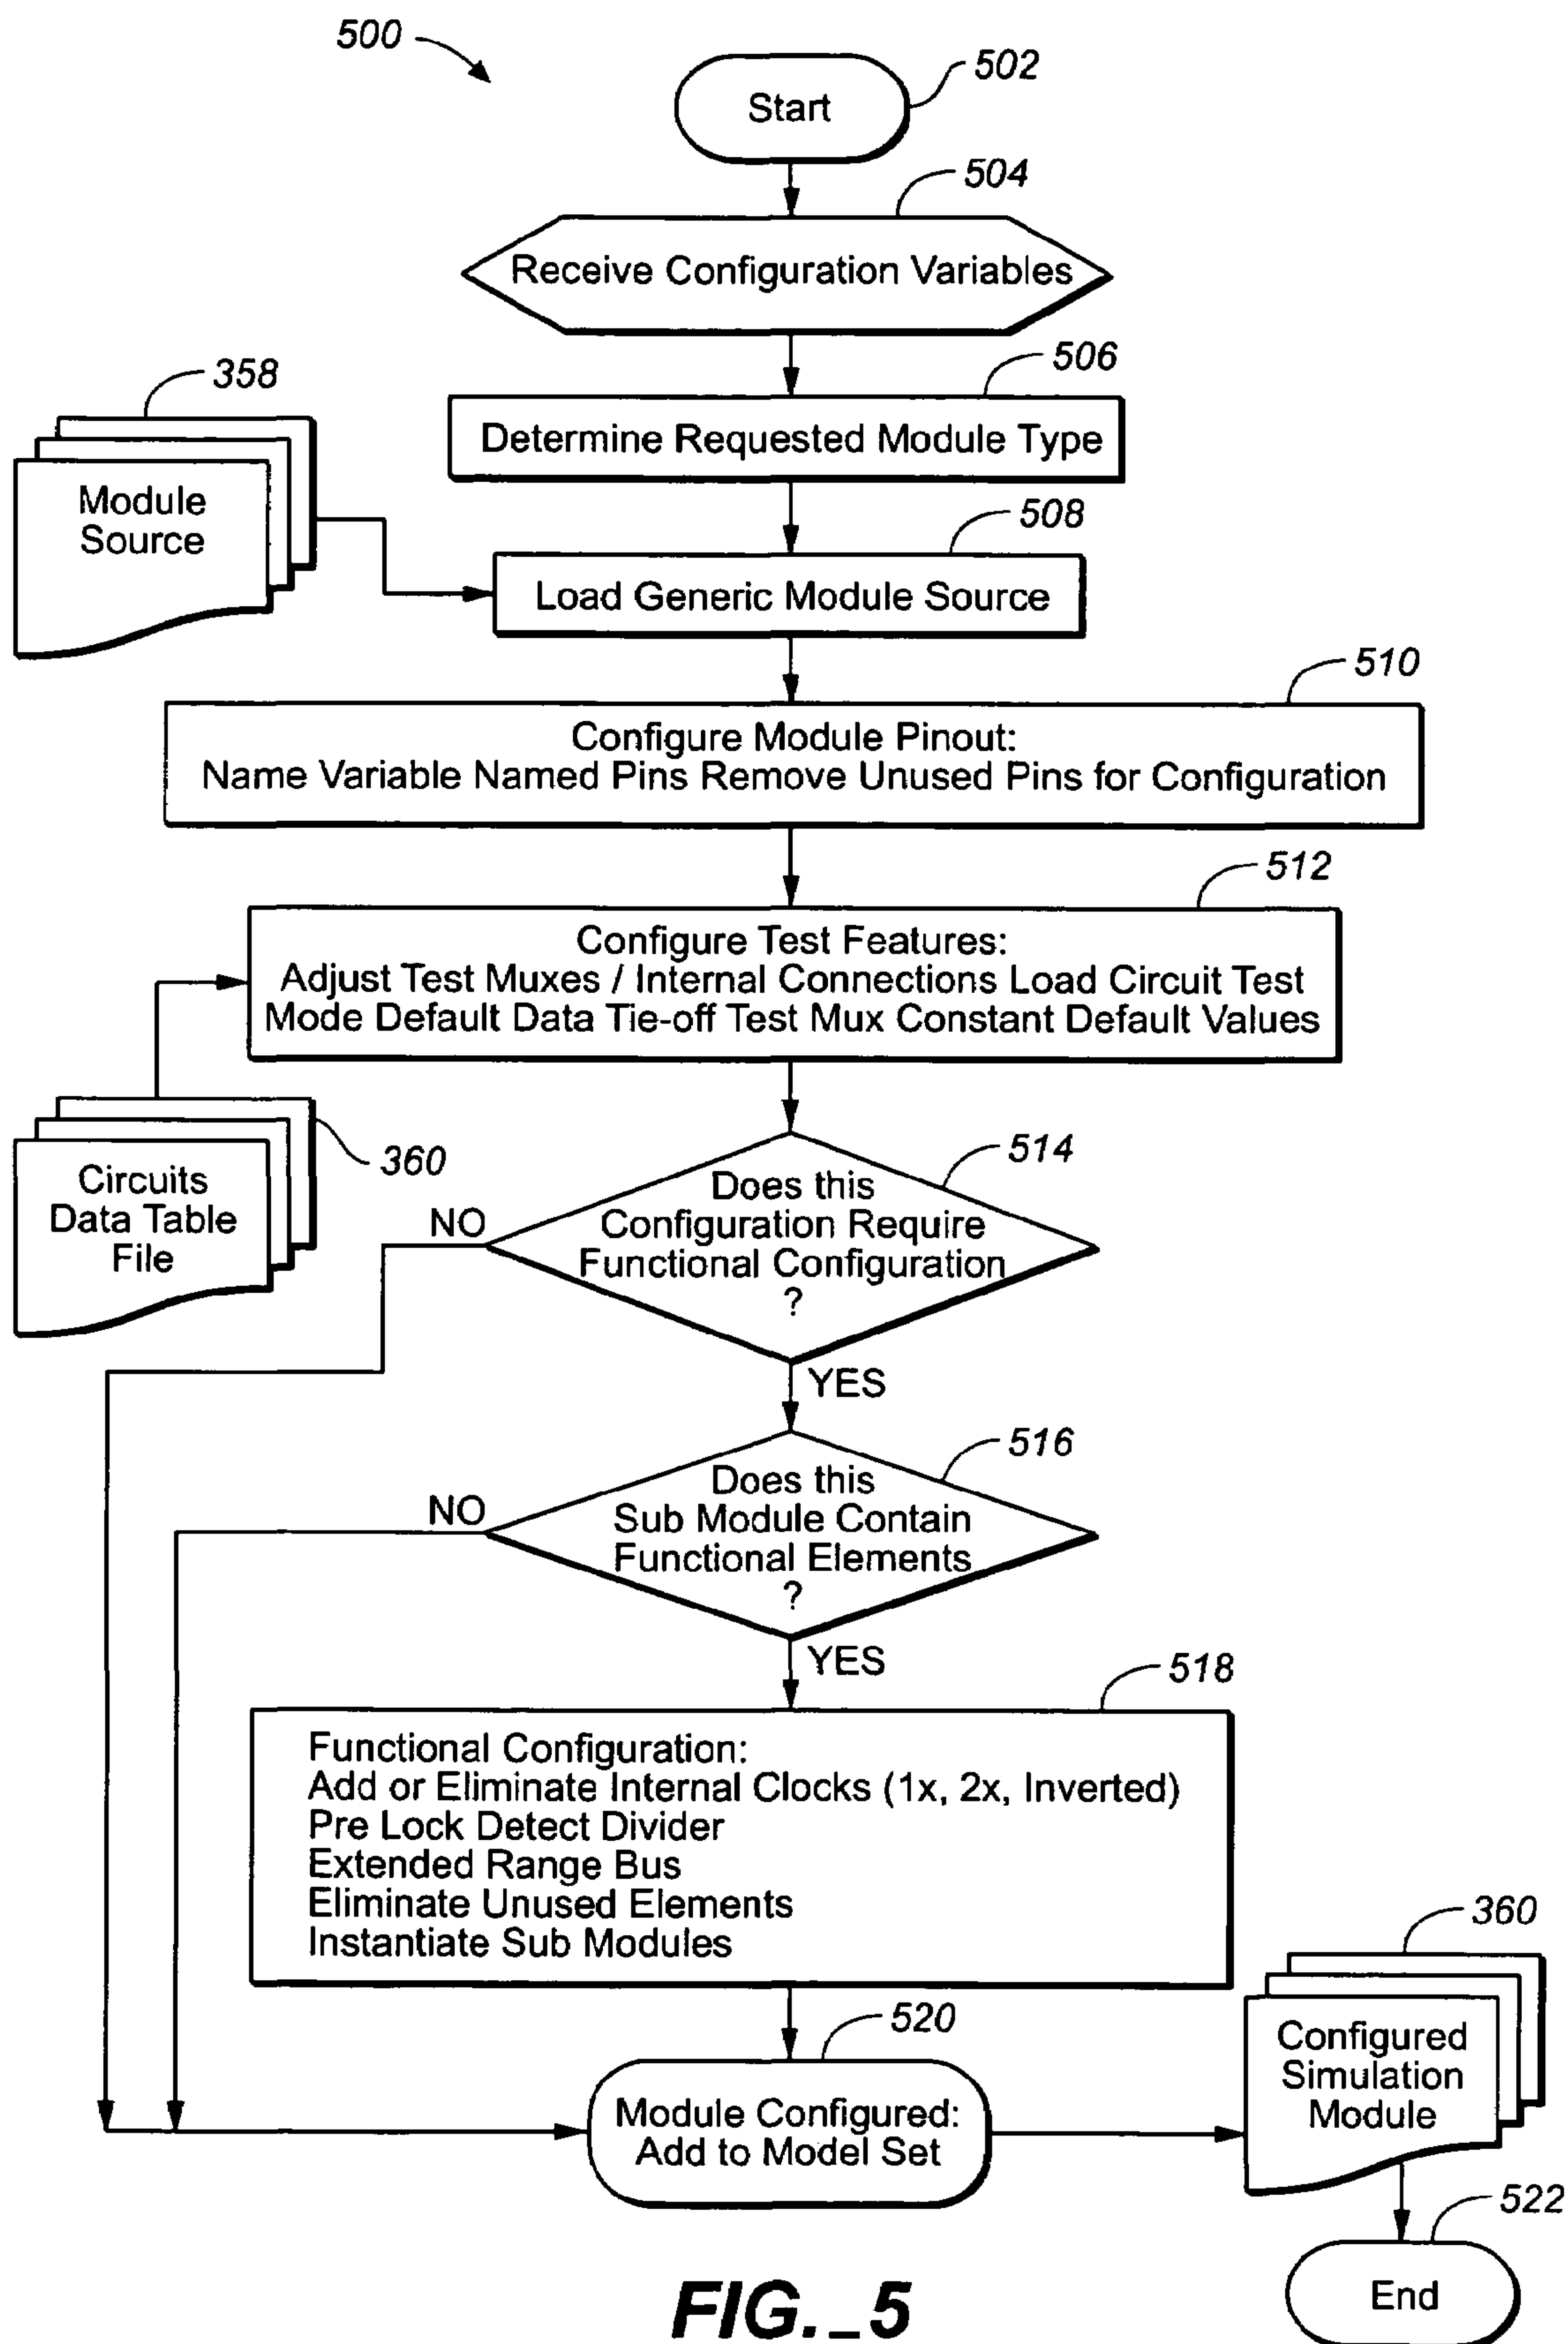 500
502
Start
504
Receive Configuration Variables
506
358
Determine Requested Module Type
Module
Source
508
Load Generic Module Source
510
Configure Module Pinout:
Name Variable Named Pins Remove Unused Pins for Configuration
512
Configure Test Features:
Adjust Test Muxes / Internal Connections Load Circuit Test
Mode Default Data Tie-off Test Mux Constant Default Values
360
Circuits
Data Table
File
514
Does this
Configuration Require
Functional Configuration
?
NO
YES
516
Does this
Sub Module Contain
Functional Elements
?
NO
YES
518
Functional Configuration:
Add or Eliminate Internal Clocks (1x, 2x, Inverted)
Pre Lock Detect Divider
Extended Range Bus
Eliminate Unused Elements
Instantiate Sub Modules
520
Module Configured:
Add to Model Set
360
Configured
Simulation
Module
522
End
FIG._5